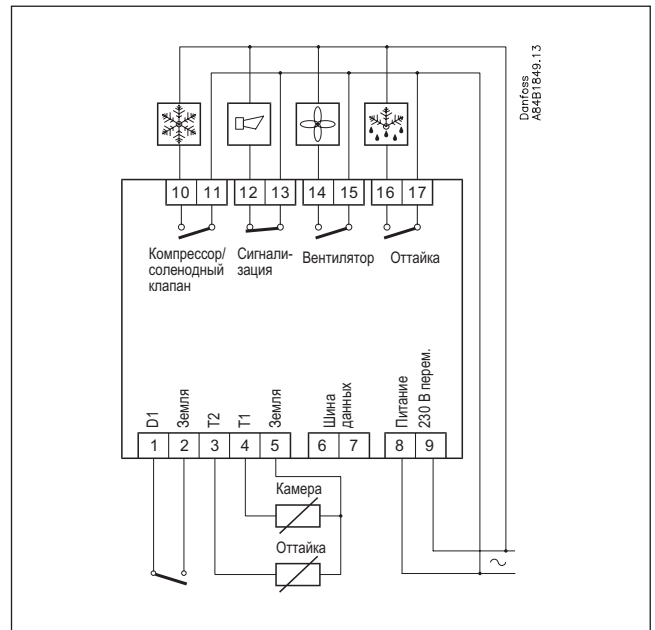 Danfoss
A84B1849.13
10 11 12 13 14 15 16 17
Компрессор/
соленодный
клапан
Сигнали-
зация
Вентилятор
Оттайка
D1
Земля
T2
T1
Земля
Шина
данных
Питание
230 В перем.
1 2 3 4 5 6 7 8 9
Камера
Оттайка